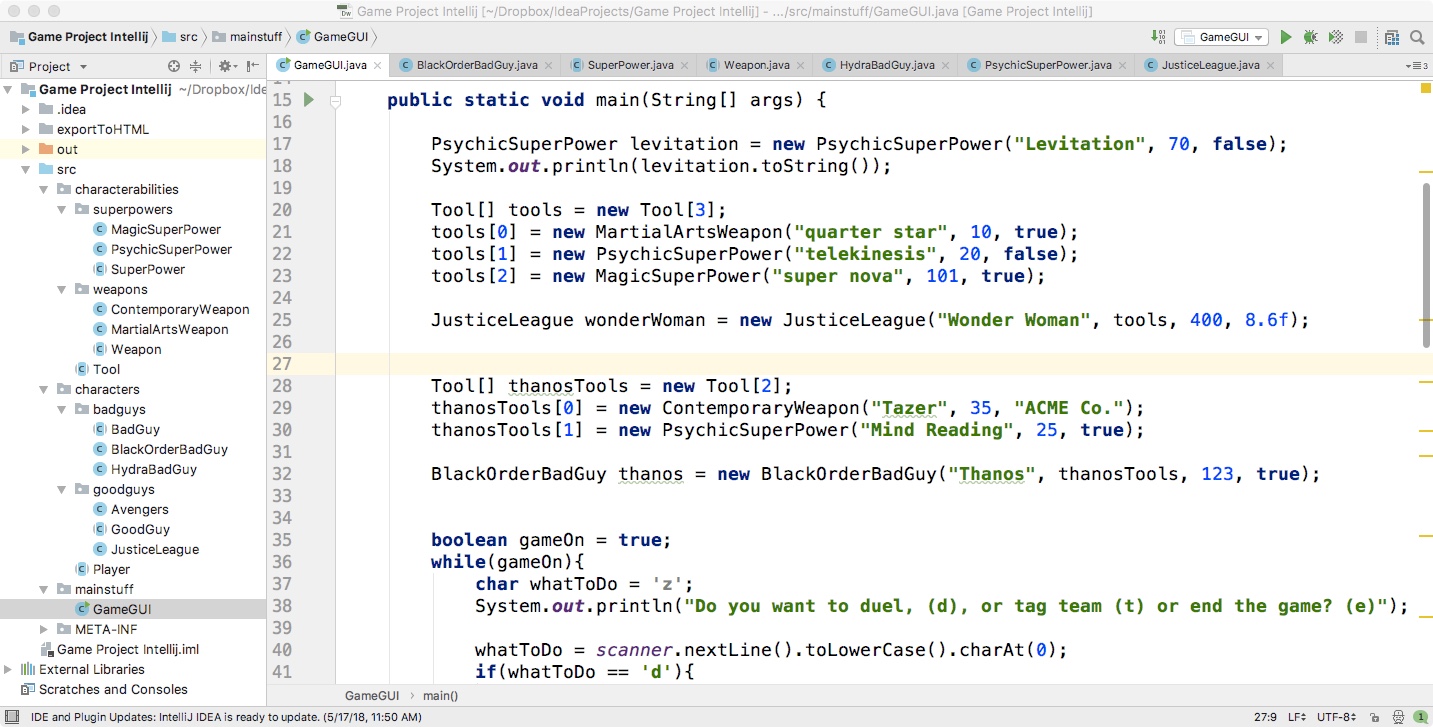 Game Project Intellij [~/Dropbox/IdeaProjects/Game Project Intellij] - .../src/mainstuff/GameGUI.java [Game Project Intellij]
Game Project Intellij src mainstuff GameGUI GameGUI
Project GameGUI.java BlackOrderBadGuy.java SuperPower.java Weapon.java HydraBadGuy.java PsychicSuperPower.java JusticeLeague.java 3
Game Project Intellij ~/Dropbox/Ide
.idea
exportToHTML
out
src
characterabilities
superpowers
MagicSuperPower
PsychicSuperPower
SuperPower
weapons
ContemporaryWeapon
MartialArtsWeapon
Weapon
Tool
characters
badguys
BadGuy
BlackOrderBadGuy
HydraBadGuy
goodguys
Avengers
GoodGuy
JusticeLeague
Player
mainstuff
GameGUI
META-INF
Game Project Intellij.iml
External Libraries
Scratches and Consoles
15 public static void main(String[] args) {
16
17 PsychicSuperPower levitation = new PsychicSuperPower("Levitation", 70, false);
18 System.out.println(levitation.toString());
19
20 Tool[] tools = new Tool[3];
21 tools[0] = new MartialArtsWeapon("quarter star", 10, true);
22 tools[1] = new PsychicSuperPower("telekinesis", 20, false);
23 tools[2] = new MagicSuperPower("super nova", 101, true);
24
25 JusticeLeague wonderWoman = new JusticeLeague("Wonder Woman", tools, 400, 8.6f);
26
27
28 Tool[] thanosTools = new Tool[2];
29 thanosTools[0] = new ContemporaryWeapon("Tazer", 35, "ACME Co.");
30 thanosTools[1] = new PsychicSuperPower("Mind Reading", 25, true);
31
32 BlackOrderBadGuy thanos = new BlackOrderBadGuy("Thanos", thanosTools, 123, true);
33
34
35 boolean gameOn = true;
36 while(gameOn){
37 char whatToDo = 'z';
38 System.out.println("Do you want to duel, (d), or tag team (t) or end the game? (e)");
39
40 whatToDo = scanner.nextLine().toLowerCase().charAt(0);
41 if(whatToDo == 'd'){
GameGUI main()
IDE and Plugin Updates: IntelliJ IDEA is ready to update. (5/17/18, 11:50 AM) 27:9 LF UTF-8 1